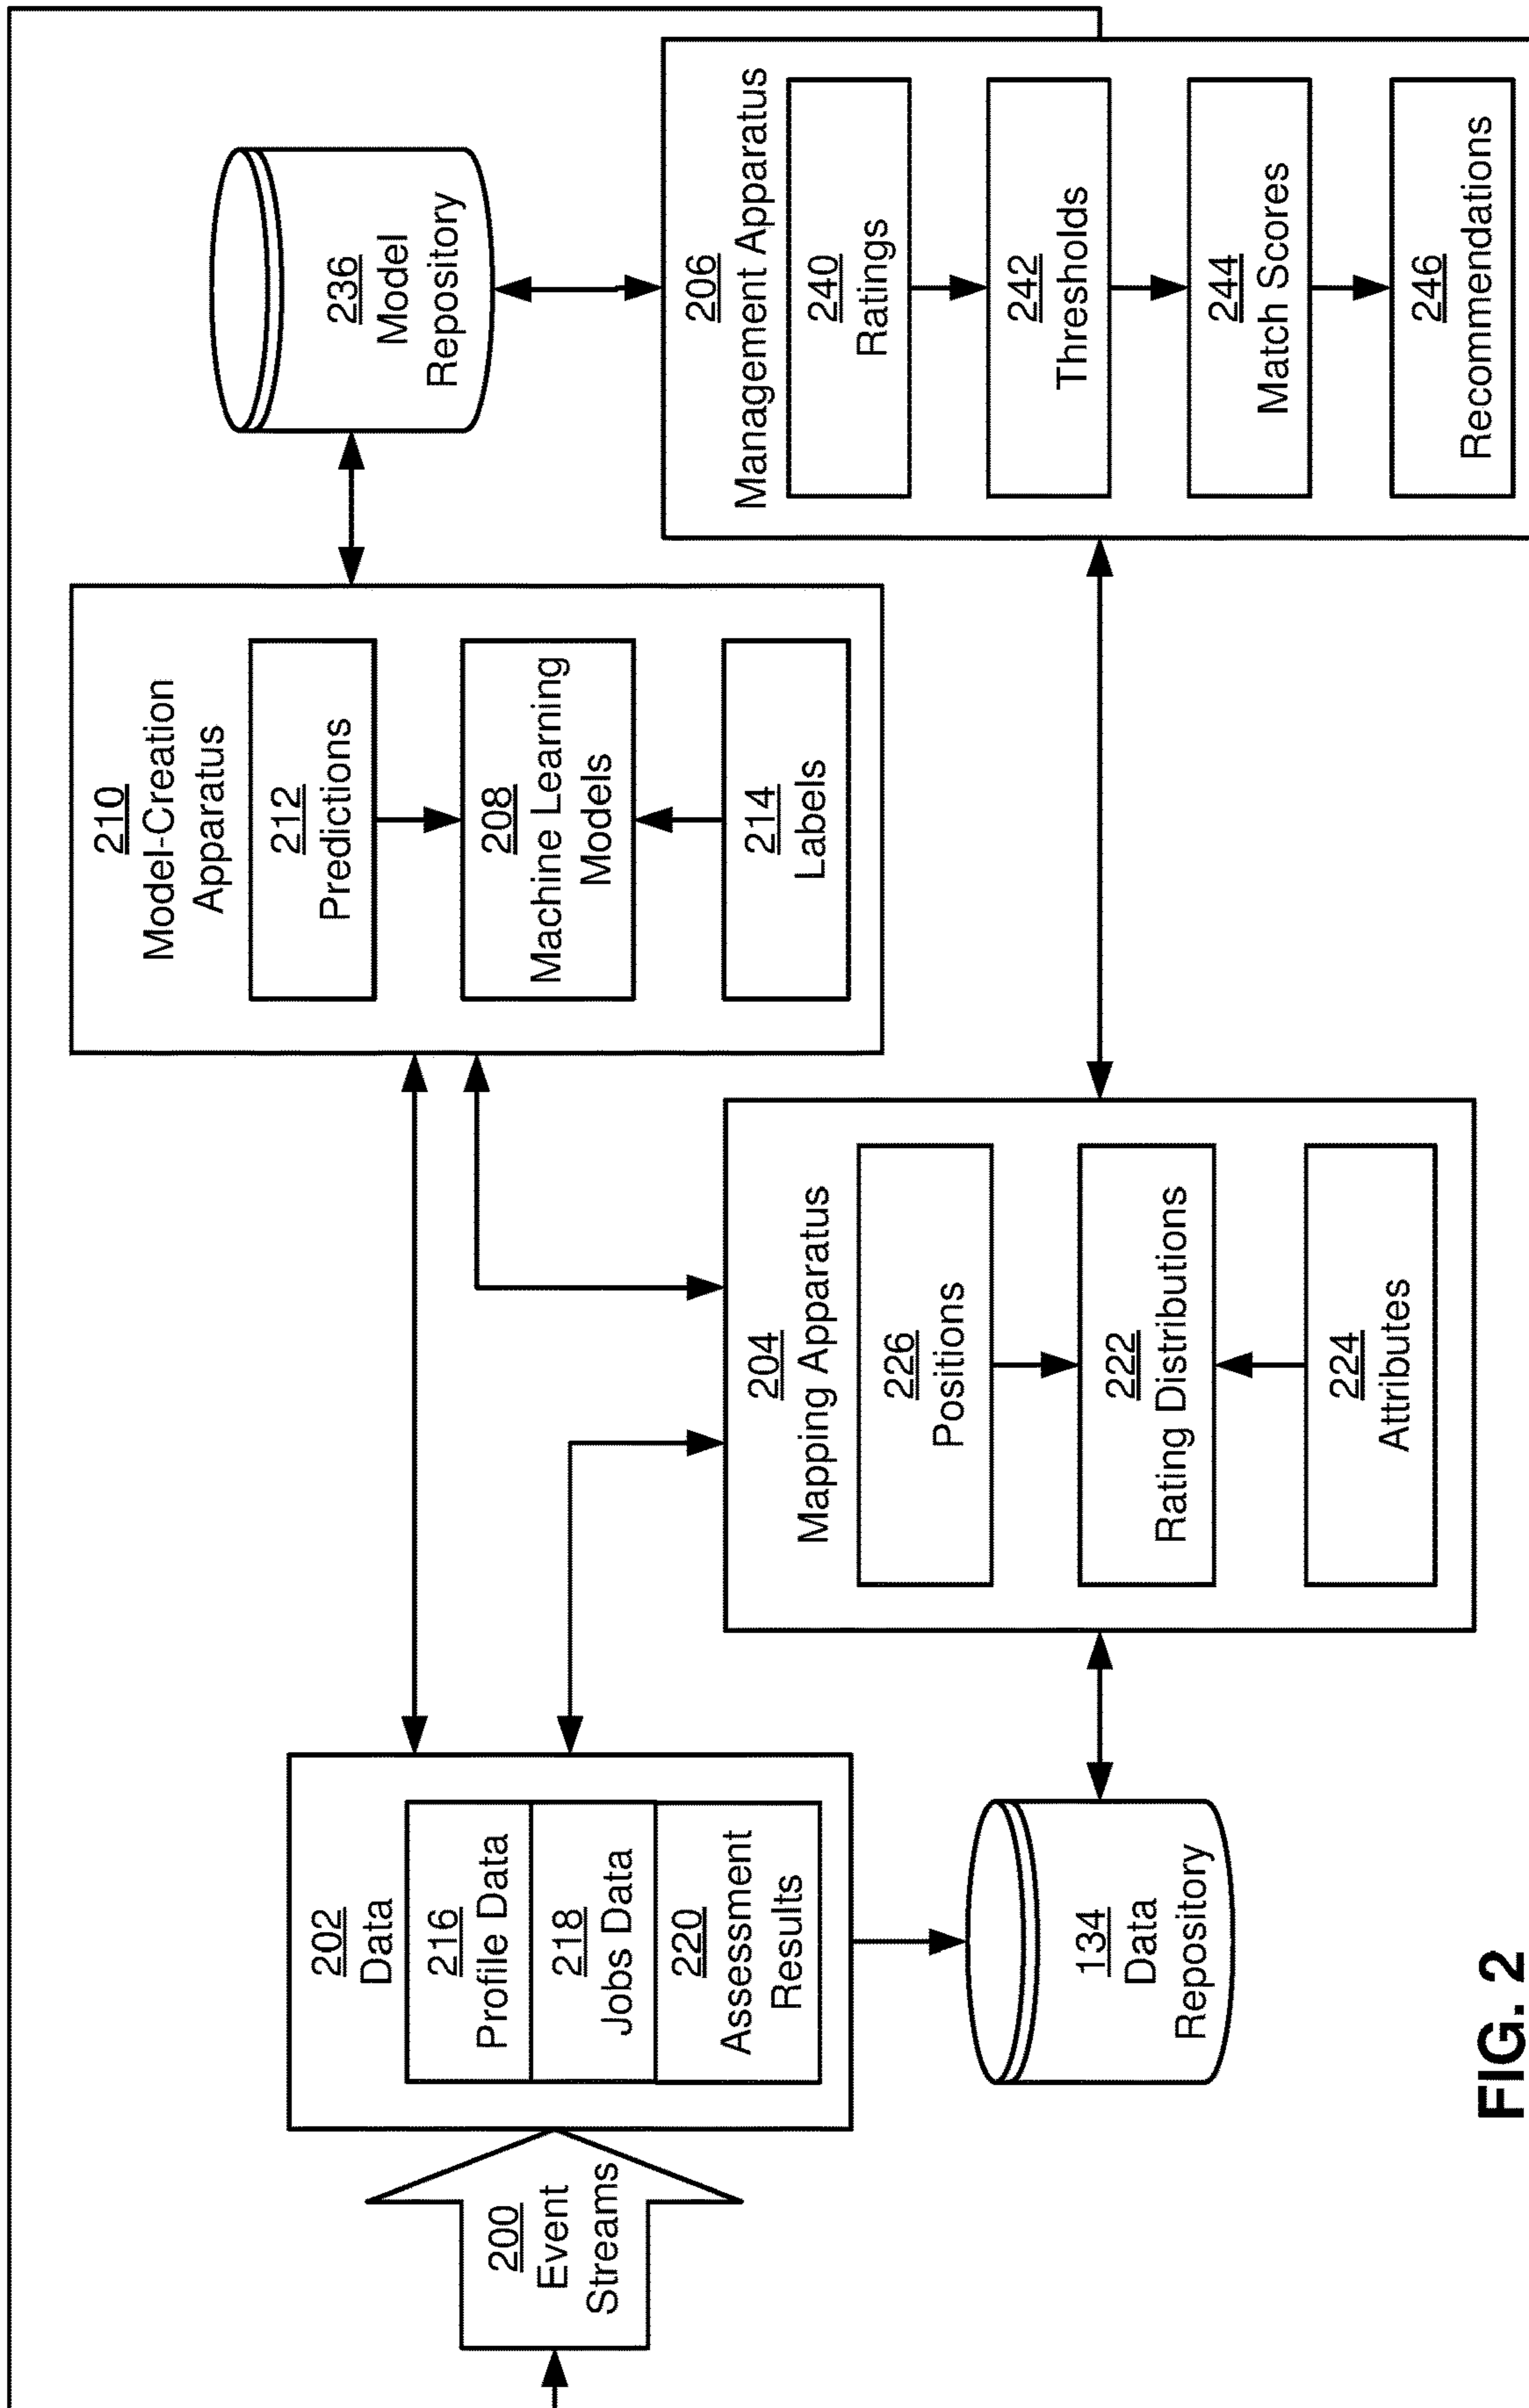 200
Event
Streams
202
Data
216
Profile Data
218
Jobs Data
220
Assessment
Results
134
Data
Repository
204
Mapping Apparatus
226
Positions
222
Rating Distributions
224
Attributes
210
Model-Creation
Apparatus
212
Predictions
208
Machine Learning
Models
214
Labels
236
Model
Repository
206
Management Apparatus
240
Ratings
242
Thresholds
244
Match Scores
246
Recommendations
FIG. 2